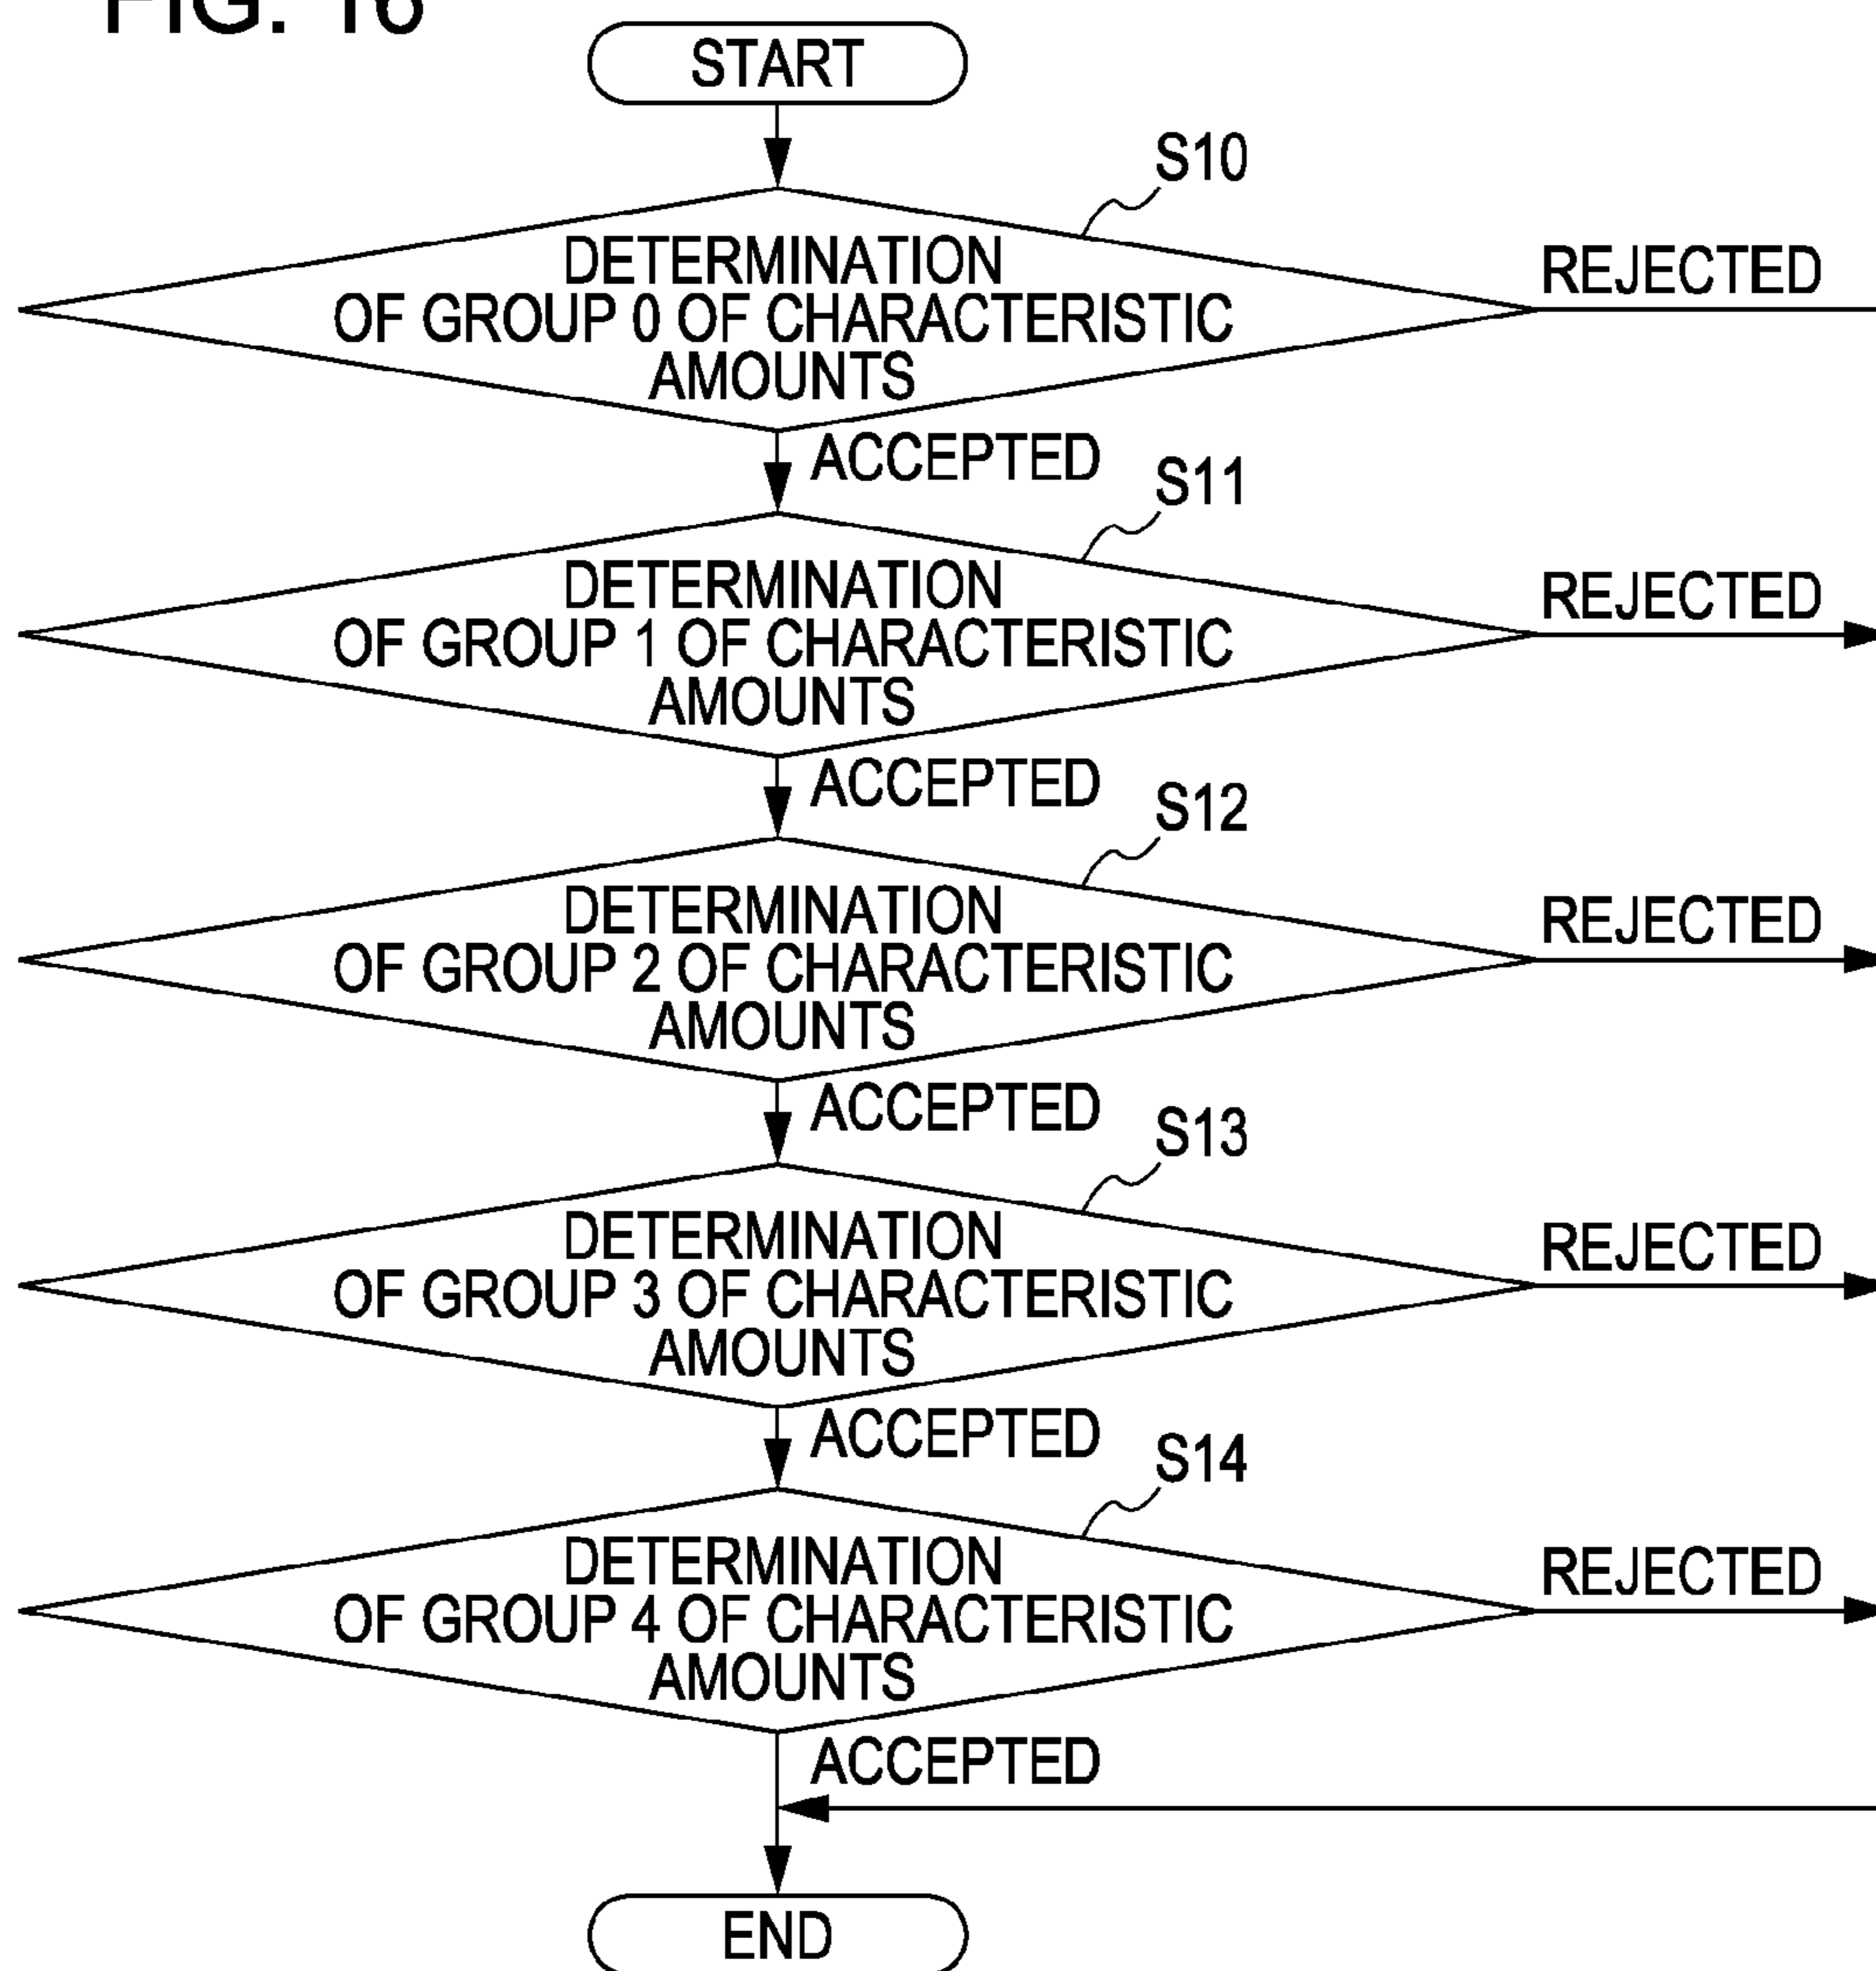 FIG. 16
START
S10
DETERMINATION
OF GROUP 0 OF CHARACTERISTIC
AMOUNTS
REJECTED
ACCEPTED
S11
DETERMINATION
OF GROUP 1 OF CHARACTERISTIC
AMOUNTS
REJECTED
ACCEPTED
S12
DETERMINATION
OF GROUP 2 OF CHARACTERISTIC
AMOUNTS
REJECTED
ACCEPTED
S13
DETERMINATION
OF GROUP 3 OF CHARACTERISTIC
AMOUNTS
REJECTED
ACCEPTED
S14
DETERMINATION
OF GROUP 4 OF CHARACTERISTIC
AMOUNTS
REJECTED
ACCEPTED
END